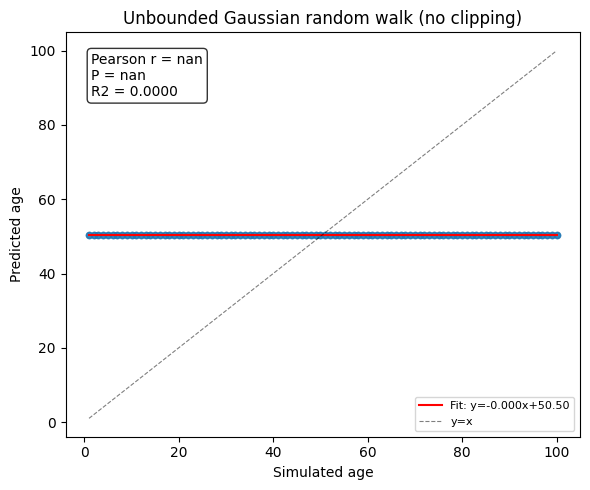 Unbounded Gaussian random walk (no clipping)
Pearson r = nan
P = nan
R2 = 0.0000
100
80
60
40
20
0
Predicted age
0 20 40 60 80 100
Simulated age
Fit: y=-0.000x+50.50
y=x